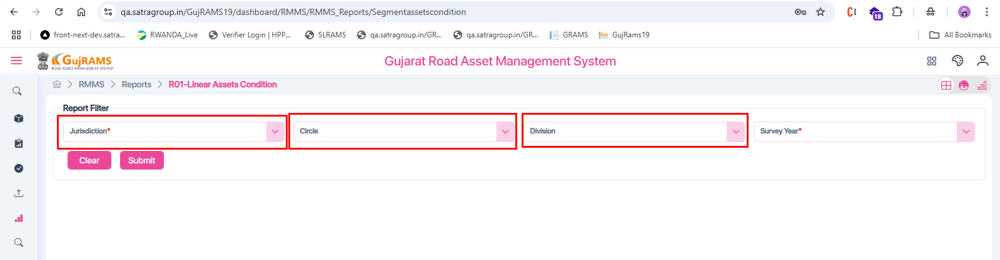 qa.satragroup.in/GujRAMS19/dashboard/RMMS/RMMS_Reports/Segmentassetscondition
18
front-next-dev.satra...
RWANDA_Live
Verifier Login | HPP...
SLRAMS
qa.satragroup.in/GR...
qa.satragroup.in/GR...
GRAMS
GujRams19
All Bookmarks
GUJRAMS
ROAD ASSET MANAGEMENT SYSTEM
Gujarat Road Asset Management System
RMMS > Reports > R01-Linear Assets Condition
Report Filter
Jurisdiction*
Circle
Division
Survey Year*
Clear
Submit